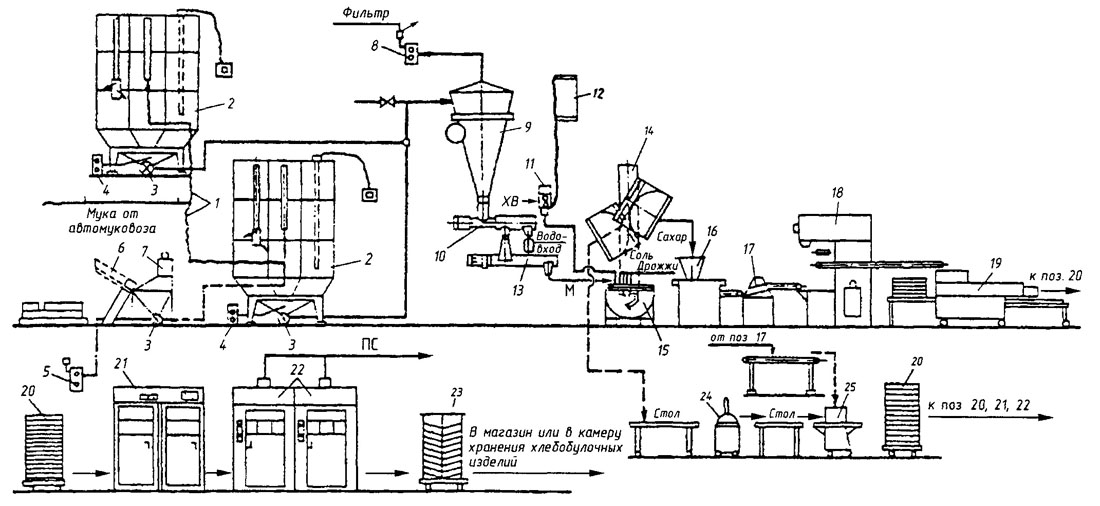 Фильтр
8
2
9
12
4
3
1
Мука от
автомуковоза
11
ХВ
14
10
Водо-
вход
13
М
Сахар
Соль
Дрожжи
16
17
18
19
к поз. 20
6
7
2
3
4
3
15
5
ПС
от поз 17
20
21
22
23
В магазин или в камеру
хранения хлебобулочных
изделий
Стол
24
Стол
25
20
к поз 20, 21, 22